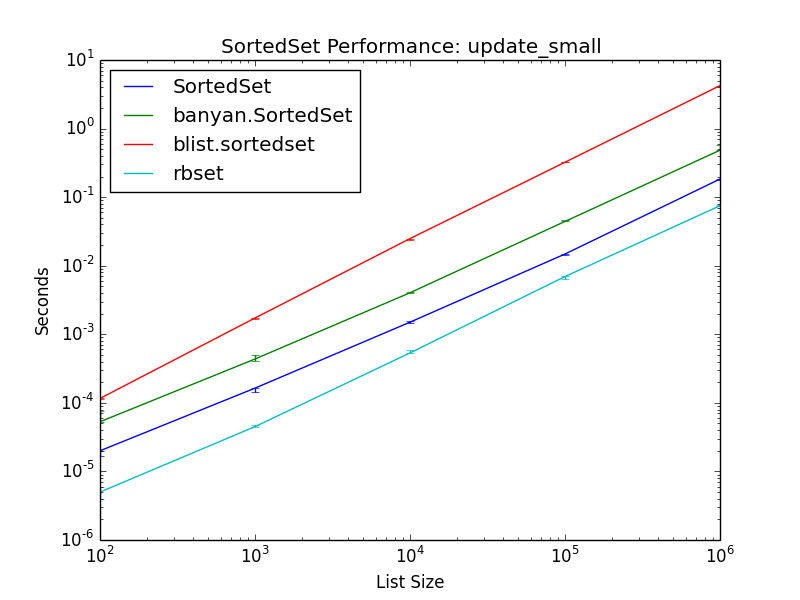 SortedSet Performance: update_small
10^1
10^0
10^-1
10^-2
10^-3
10^-4
10^-5
10^-6
Seconds
SortedSet
banyan.SortedSet
blist.sortedset
rbset
10^2 10^3 10^4 10^5 10^6
List Size